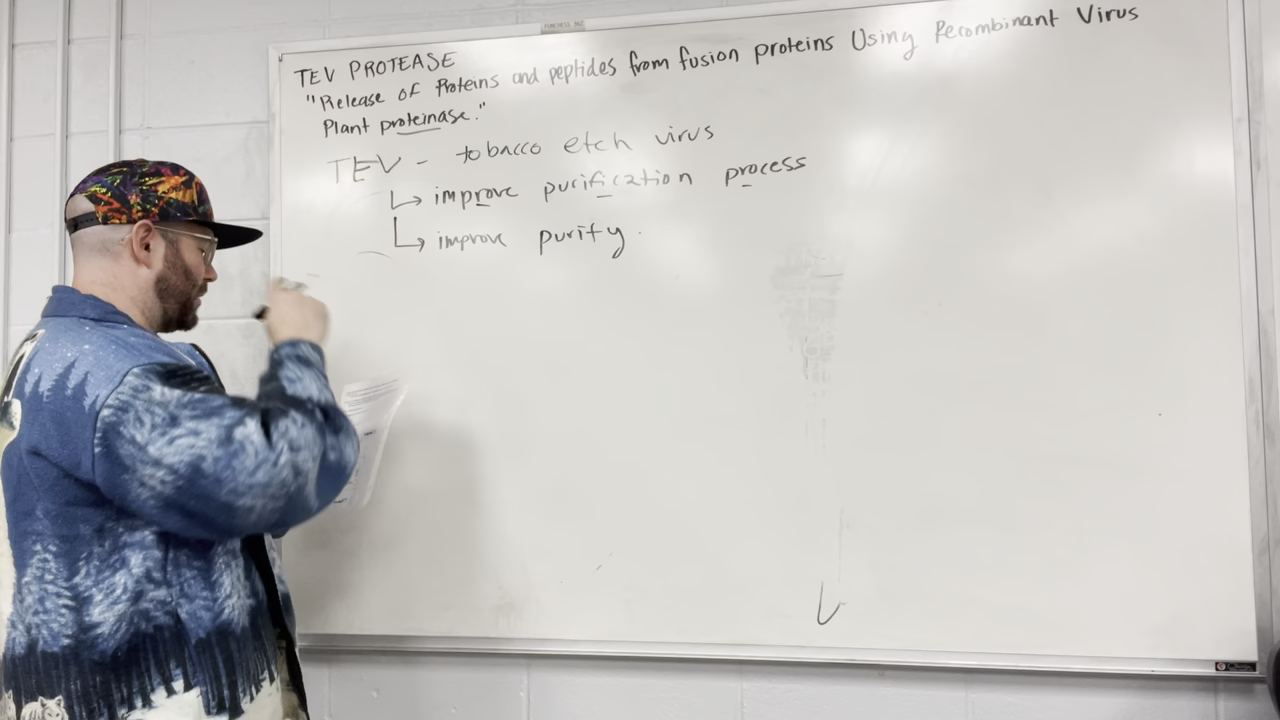 TEV PROTEASE
"Release of Proteins and peptides from fusion proteins Using Recombinant Virus
Plant proteinase."
TEV - tobacco etch virus
↳ improve purification process
↳ improve purity.